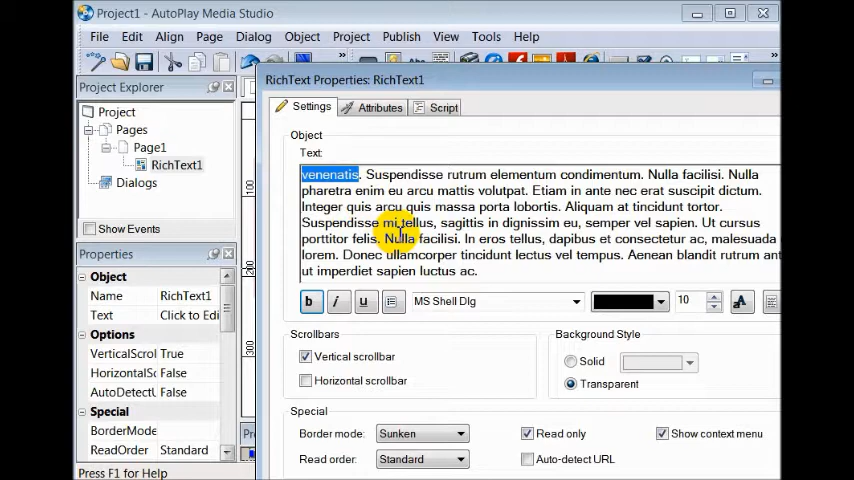 Project1 - AutoPlay Media Studio
File Edit Align Page Dialog Object Project Publish View Tools Help
Project Explorer
Project
Pages
Page1
RichText1
Dialogs
Show Events
Properties
Object
Name RichText1
Text Click to Edi
Options
VerticalScrol True
HorizontalSc False
AutoDetectU False
Special
BorderMode
ReadOrder Standard
Press F1 for Help
200
300
RichText Properties: RichText1
Settings Attributes Script
Object
Text:
venenatis. Suspendisse rutrum elementum condimentum. Nulla facilisi. Nulla
pharetra enim eu arcu mattis volutpat. Etiam in ante nec erat suscipit dictum.
Integer quis arcu quis massa porta lobortis. Aliquam at tincidunt tortor.
Suspendisse mi tellus, sagittis in dignissim eu, semper vel sapien. Ut cursus
porttitor felis. Nulla facilisi. In eros tellus, dapibus et consectetur ac, malesuada
lorem. Donec ullamcorper tincidunt lectus vel tempus. Aenean blandit rutrum an
ut imperdiet sapien luctus ac.
b i u MS Shell Dlg 10 A
Scrollbars
Vertical scrollbar
Horizontal scrollbar
Background Style
Solid
Transparent
Special
Border mode: Sunken
Read only
Show context menu
Read order: Standard
Auto-detect URL